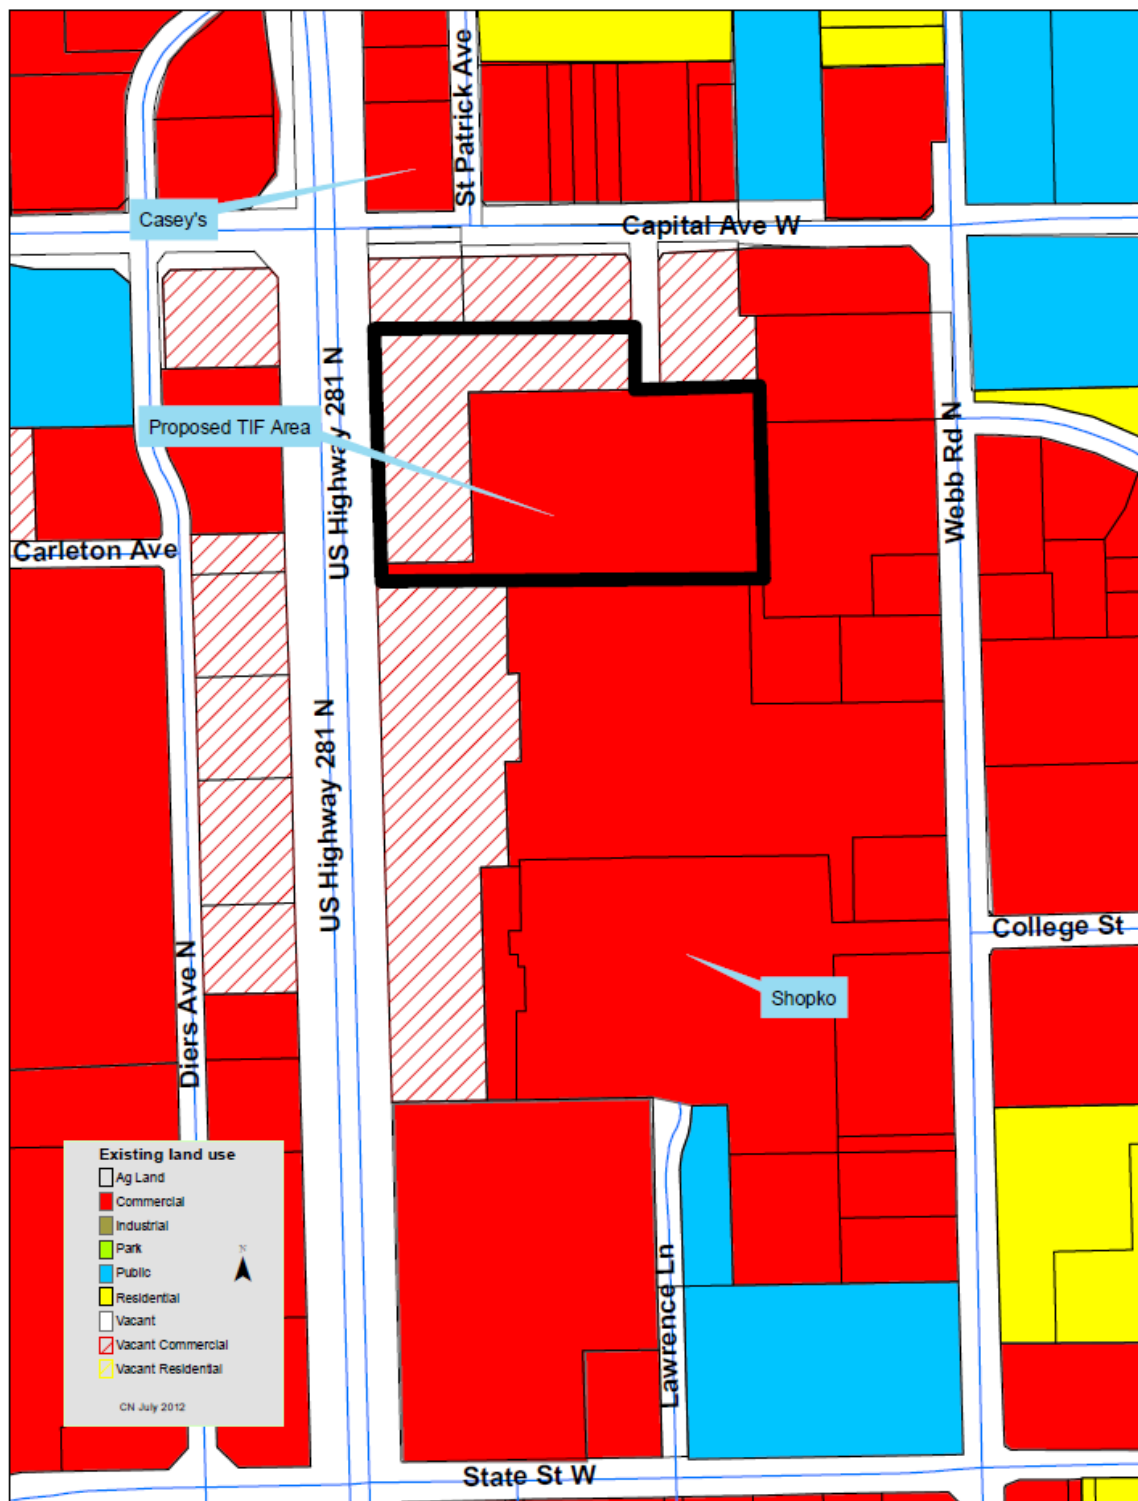 St Patrick Ave
Casey's
Capital Ave W
US Highway 281 N
Proposed TIF Area
Webb Rd N
Carleton Ave
US Highway 281 N
College St
Diers Ave N
Shopko
Existing land use
Ag Land
Commercial
Industrial
Park
Public
Residential
Vacant
Vacant Commercial
Vacant Residential
N
CN July 2012
Lawrence Ln
State St W